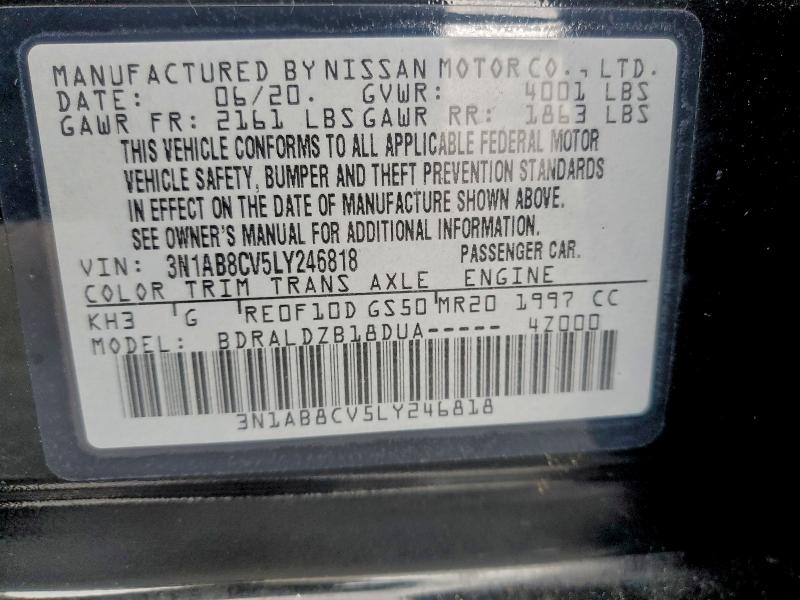 MANUFACTURED BY NISSAN MOTOR CO., LTD.
DATE: 06/20. GVWR: 4001 LBS
GAWR FR: 2161 LBS GAWR RR: 1863 LBS
THIS VEHICLE CONFORMS TO ALL APPLICABLE FEDERAL MOTOR
VEHICLE SAFETY, BUMPER AND THEFT PREVENTION STANDARDS
IN EFFECT ON THE DATE OF MANUFACTURE SHOWN ABOVE.
SEE OWNER'S MANUAL FOR ADDITIONAL INFORMATION.
VIN: 3N1AB8CV5LY246818 PASSENGER CAR.
COLOR TRIM TRANS AXLE ENGINE
KH3 G RE0F10D GS50 MR20 1997 CC
MODEL: BDRALDZB18DUA----- 4Z000
3N1AB8CV5LY246818